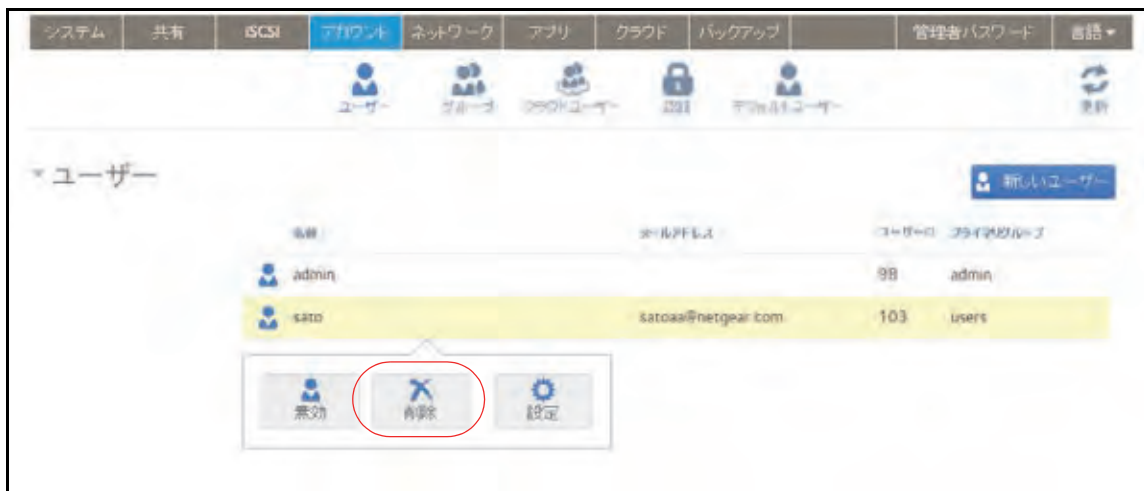 システム 共有 iSCSI アカウント ネットワーク アプリ クラウド バックアップ 管理者パスワード 言語
ユーザー グループ クラウドユーザー 認証 デフォルトユーザー 更新
ユーザー
新しいユーザー
名前 メールアドレス ユーザーID プライマリグループ
admin 98 admin
sato satoaa@netgear.com 103 users
無効 削除 設定